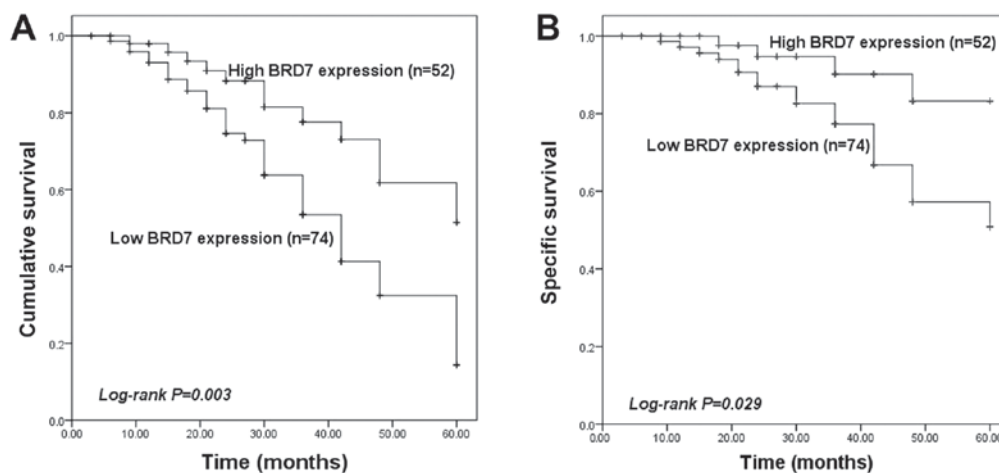 A
Cumulative survival
1.0
0.8
0.6
0.4
0.2
0.0
High BRD7 expression (n=52)
Low BRD7 expression (n=74)
Log-rank P=0.003
0.00 10.00 20.00 30.00 40.00 50.00 60.00
Time (months)
B
Specific survival
1.0
0.8
0.6
0.4
0.2
0.0
High BRD7 expression (n=52)
Low BRD7 expression (n=74)
Log-rank P=0.029
0.00 10.00 20.00 30.00 40.00 50.00 60.00
Time (months)